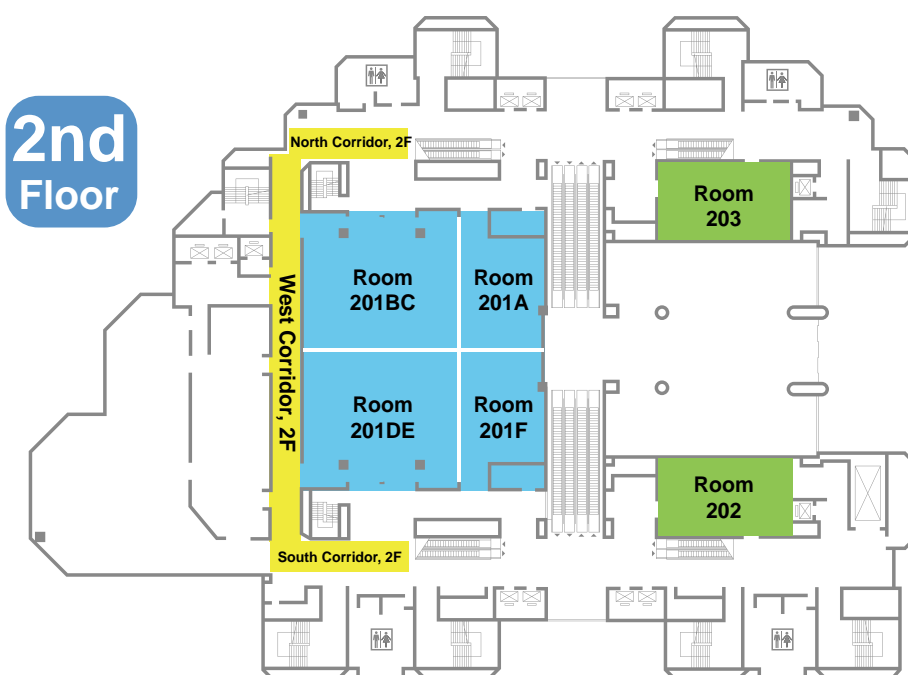 2nd
Floor
North Corridor, 2F
West Corridor, 2F
South Corridor, 2F
Room
201BC
Room
201A
Room
201DE
Room
201F
Room
203
Room
202